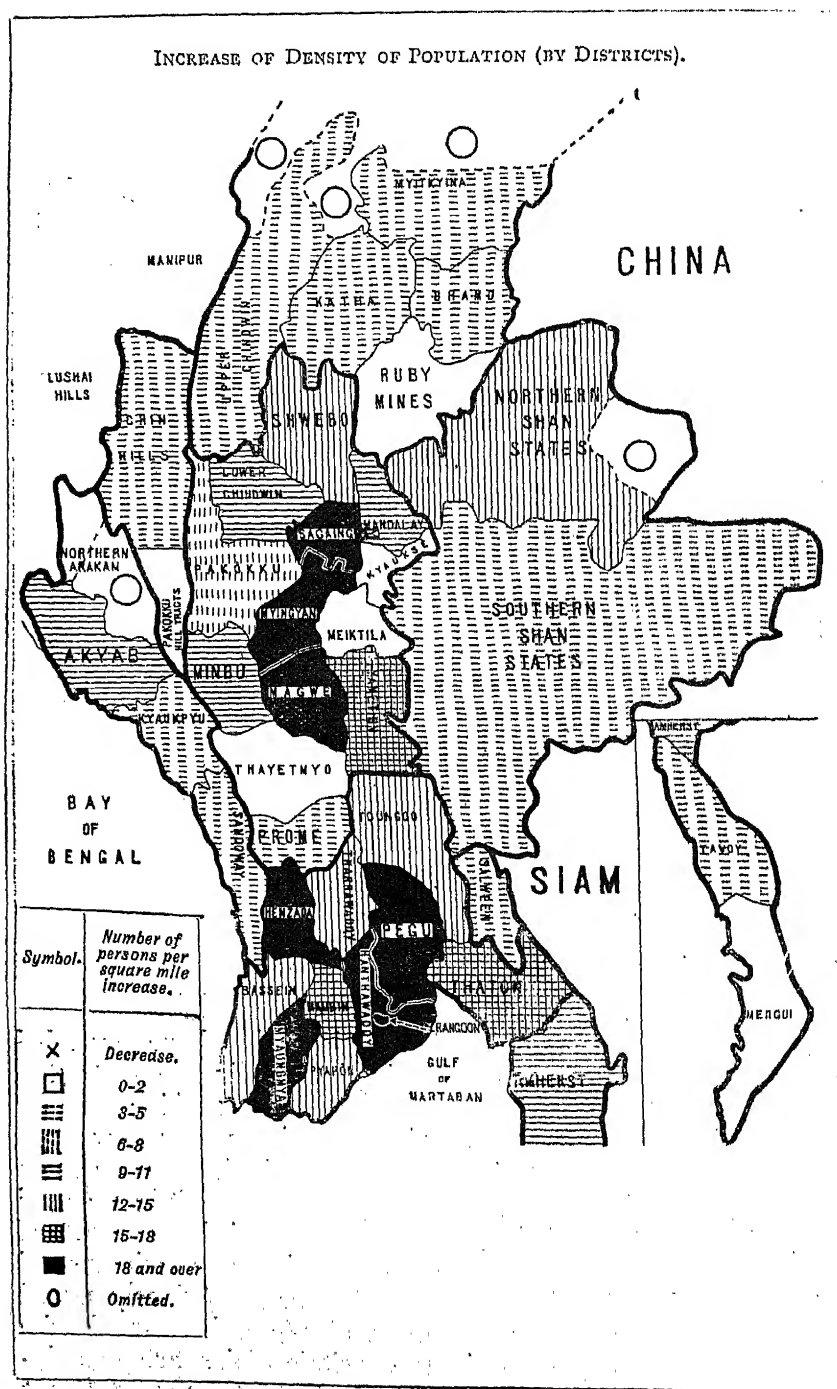 INCREASE OF DENSITY OF POPULATION (BY DISTRICTS).
MYITKYINA
MANIPUR
CHINA
KATHA
BHAMO
UPPER
CHINDWIN
LUSHAI
HILLS
RUBY
MINES
NORTHERN
SHAN
STATES
CHIN
HILLS
SHWEBO
LOWER
CHINDWIN
MANDALAY
SAGAING
NORTHERN
ARAKAN
PAKOKKU
KYAUKSE
PAKOKKU
HILL TRACTS
MYINGYAN
MEIKTILA
SOUTHERN
SHAN
STATES
AKYAB
MINBU
MAGWE
KYAUKPYU
AMHERST
THAYETMYO
BAY
OF
BENGAL
SANDOWAY
PROME
TOUNGOO
TAVOY
SALWEEN
SIAM
HENZADA
THARRAWADDY
PEGU
BASSEIN
HANTHAWADDY
THATON
MERGUI
MAUBIN
RANGOON
PYAPON
GULF
OF
MARTABAN
AMHERST
Symbol.
Number of
persons per
square mile
increase.
× Decrease.
0-2
3-5
6-8
9-11
12-15
15-18
18 and over
O Omitted.